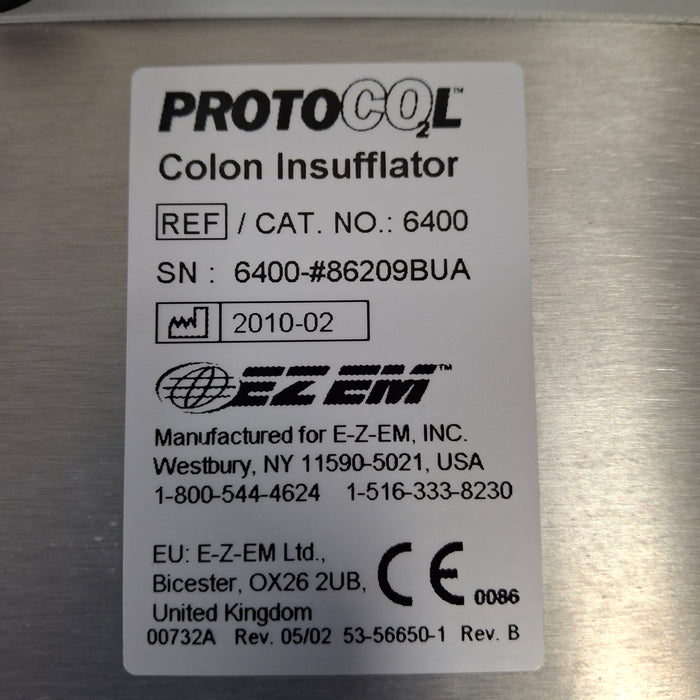 PROTOCO₂L™
Colon Insufflator
REF / CAT. NO.: 6400
SN : 6400-#86209BUA
2010-02
EZ EM™
Manufactured for E-Z-EM, INC.
Westbury, NY 11590-5021, USA
1-800-544-4624 1-516-333-8230
EU: E-Z-EM Ltd.,
Bicester, OX26 2UB,
United Kingdom
CE 0086
00732A Rev. 05/02 53-56650-1 Rev. B